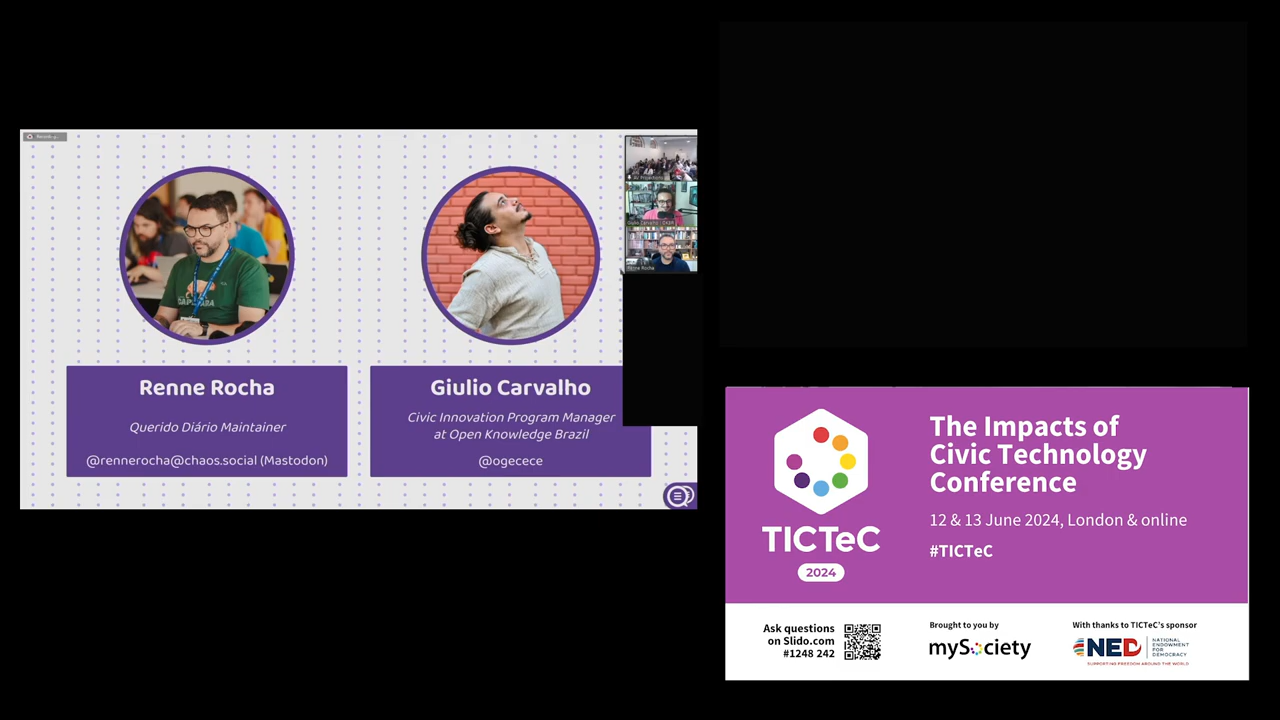 Renne Rocha
Querido Diário Maintainer
@rennerocha@chaos.social (Mastodon)
Giulio Carvalho
Civic Innovation Program Manager
at Open Knowledge Brazil
@ogecece
Renne Rocha
The Impacts of
Civic Technology
Conference
12 & 13 June 2024, London & online
#TICTeC
TICTeC
2024
Ask questions
on Slido.com
#1248 242
Brought to you by
mySociety
With thanks to TICTeC's sponsor
NED
NATIONAL
ENDOWMENT
FOR
DEMOCRACY
SUPPORTING FREEDOM AROUND THE WORLD